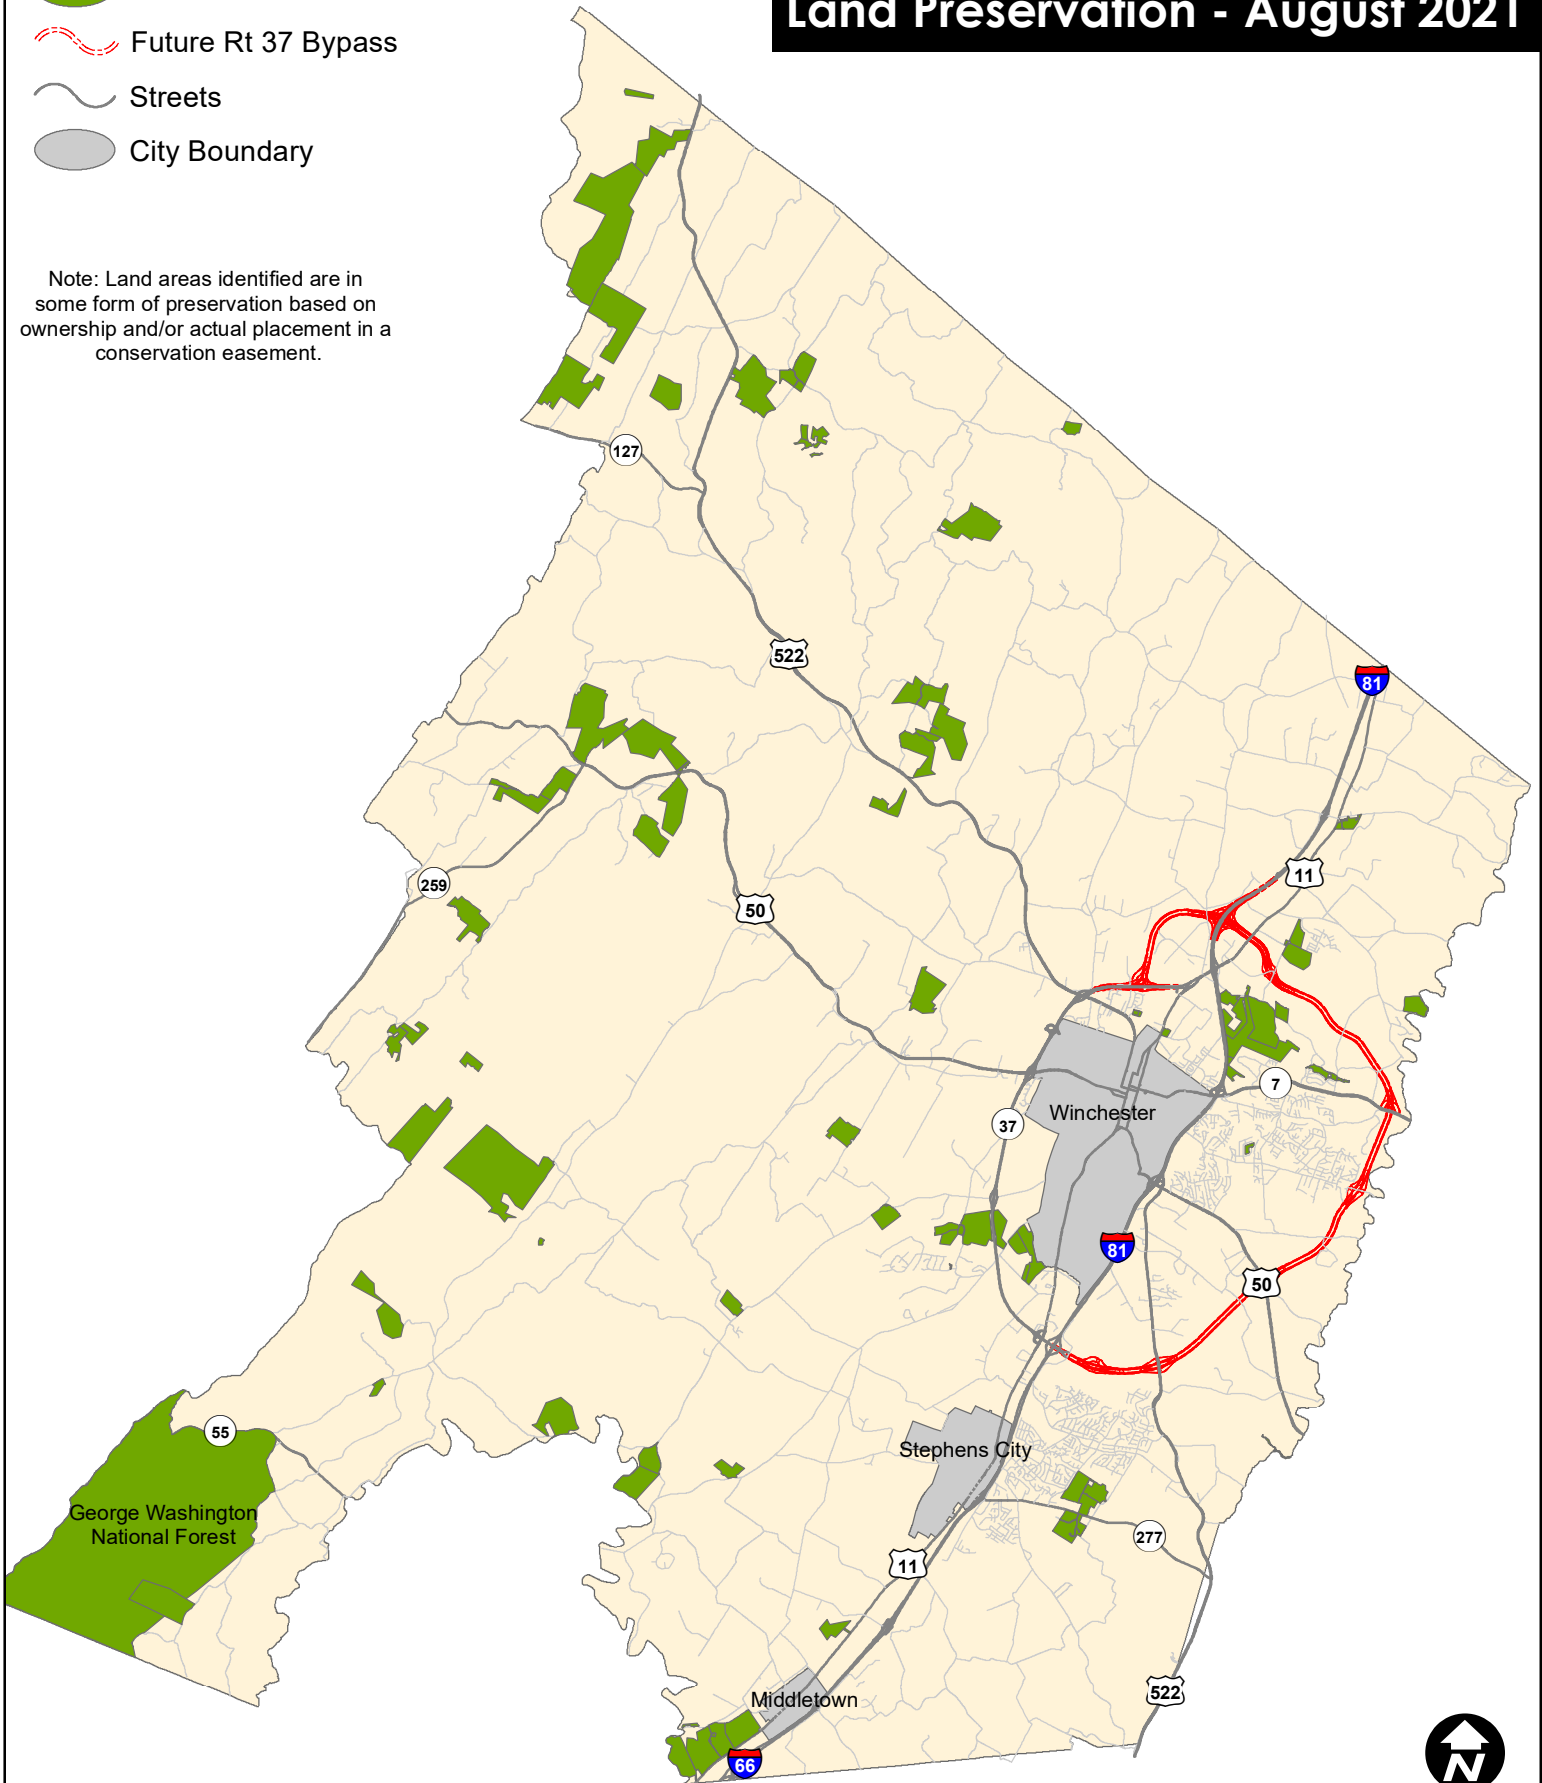 Land Preservation - August 2021
Future Rt 37 Bypass
Streets
City Boundary
Note: Land areas identified are in
some form of preservation based on
ownership and/or actual placement in a
conservation easement.
127
522
81
11
259
50
7
37
Winchester
81
50
55
Stephens City
George Washington
National Forest
277
11
522
Middletown
66
N